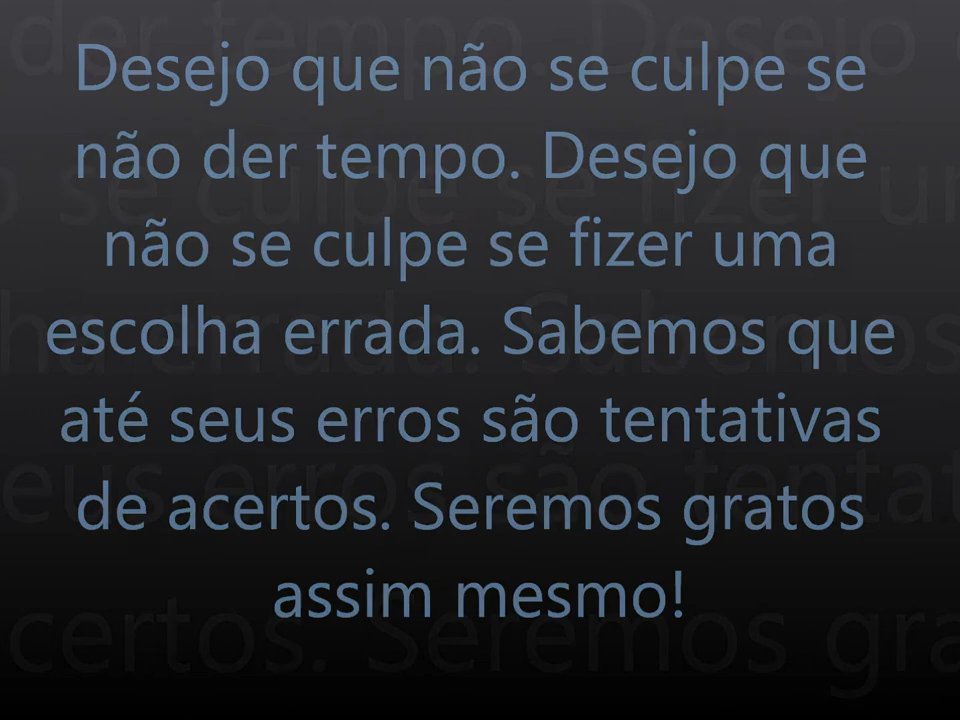 Desejo que não se culpe se
não der tempo. Desejo que
não se culpe se fizer uma
escolha errada. Sabemos que
até seus erros são tentativas
de acertos. Seremos gratos
assim mesmo!